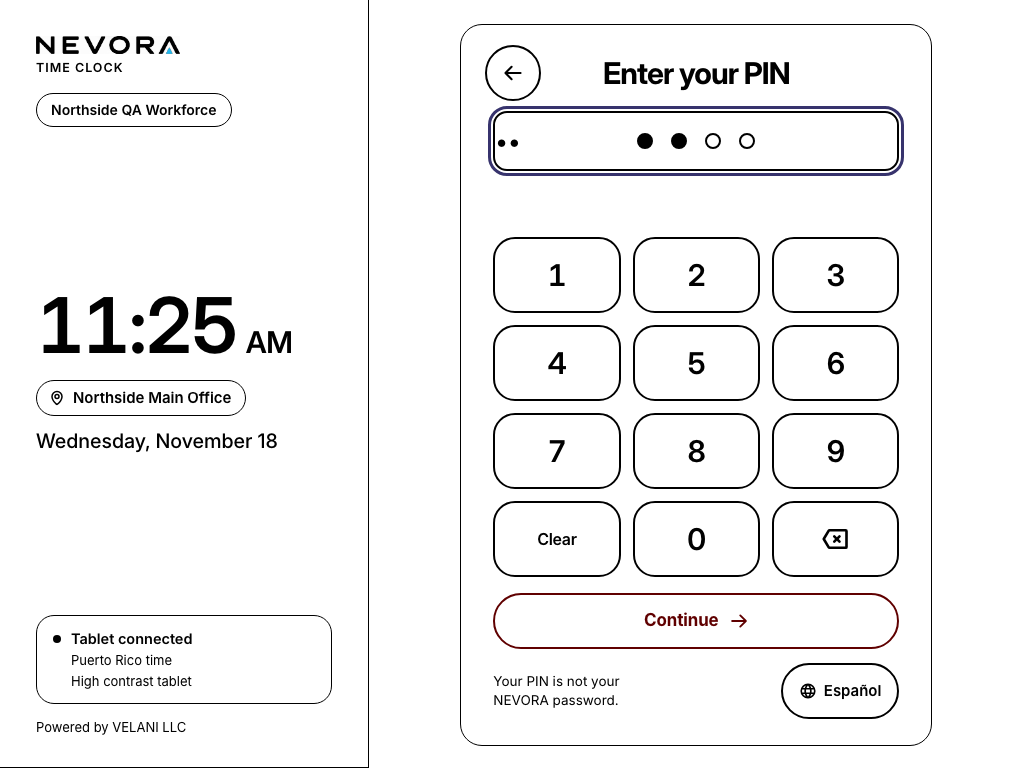 NEVORA
TIME CLOCK
Northside QA Workforce
11:25 AM
Northside Main Office
Wednesday, November 18
Tablet connected
Puerto Rico time
High contrast tablet
Powered by VELANI LLC
Enter your PIN
1 2 3
4 5 6
7 8 9
Clear 0
Continue
Your PIN is not your
NEVORA password.
Español